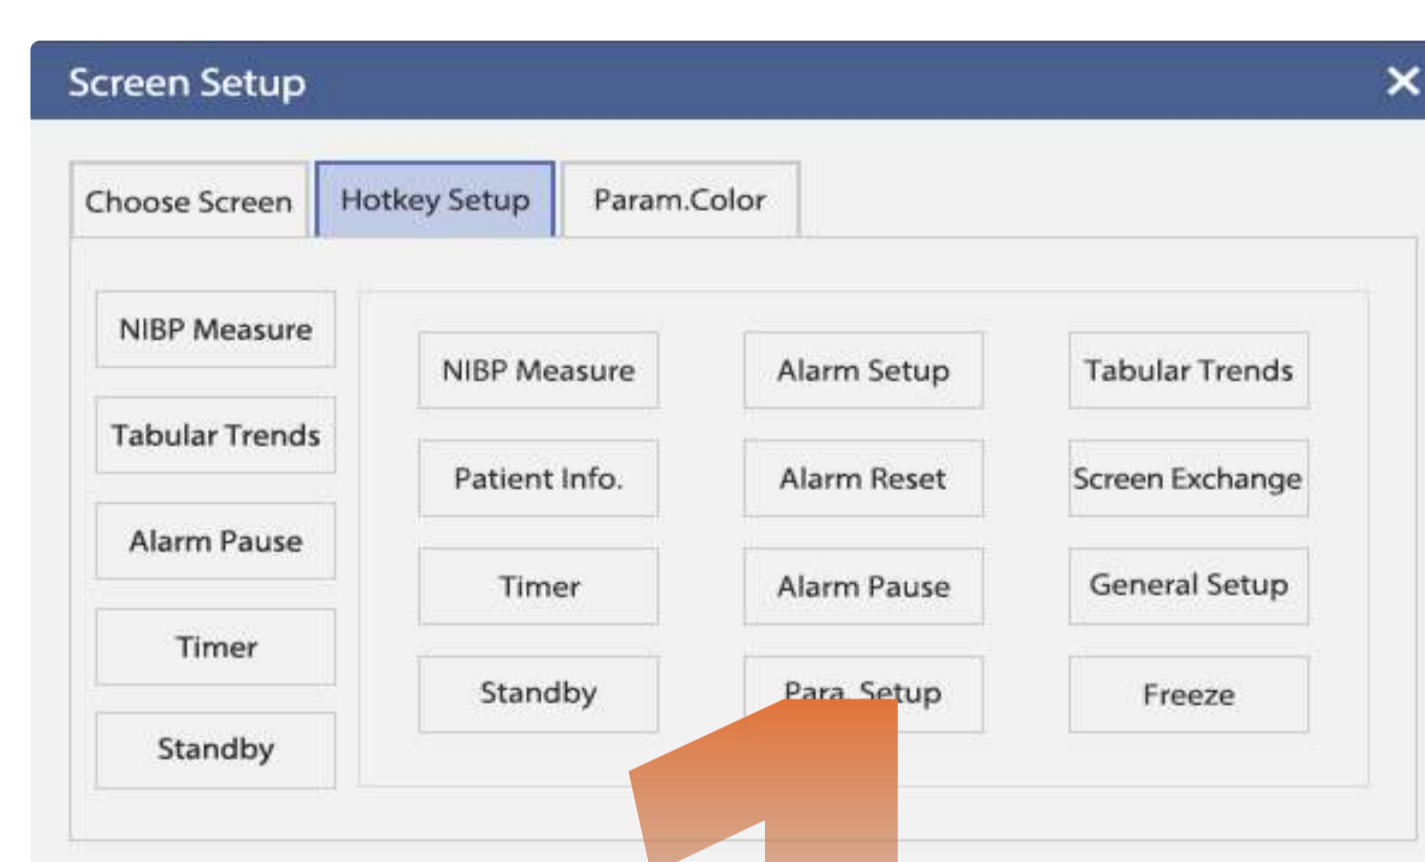 Screen Setup
Choose Screen
Hotkey Setup
Param.Color
NIBP Measure
Tabular Trends
Alarm Pause
Timer
Standby
NIBP Measure
Alarm Setup
Tabular Trends
Patient Info.
Alarm Reset
Screen Exchange
Timer
Alarm Pause
General Setup
Standby
Para. Setup
Freeze
1